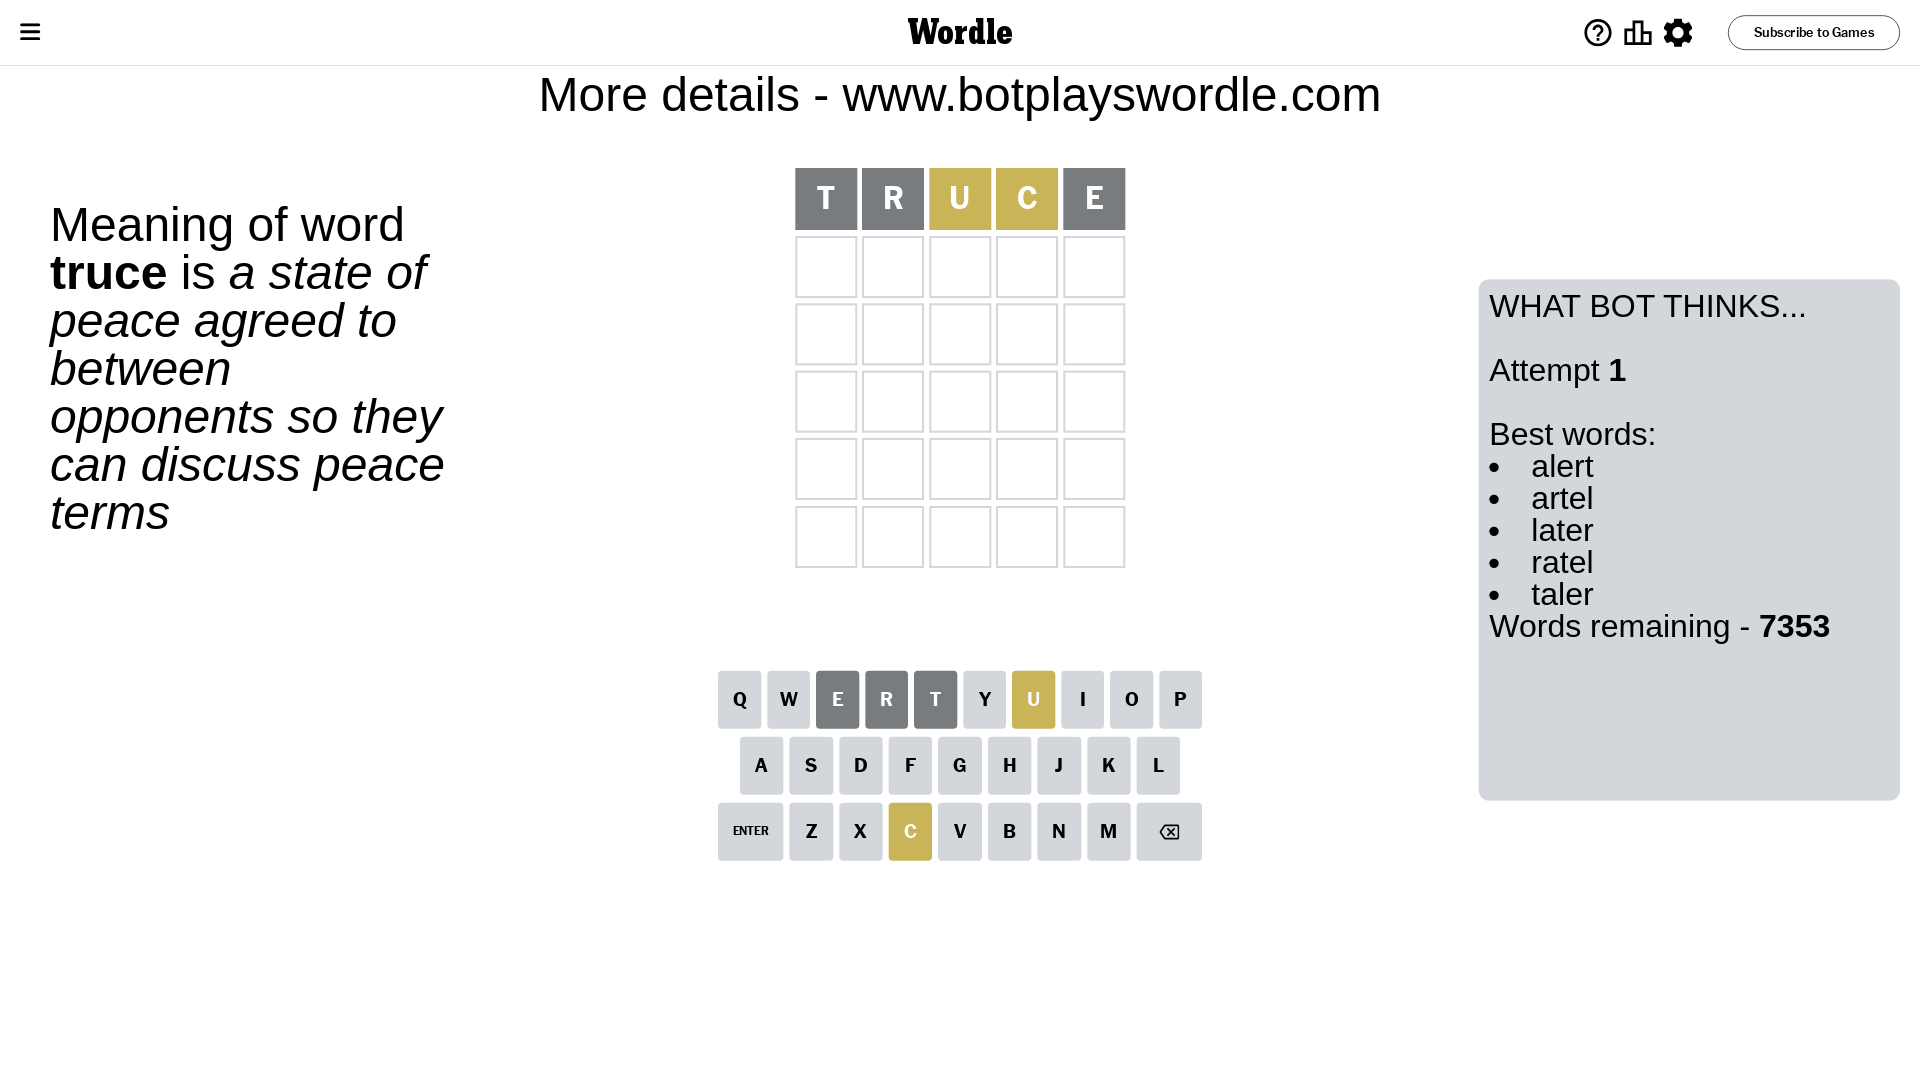 Wordle
Subscribe to Games
More details - www.botplayswordle.com
Meaning of word
truce is a state of
peace agreed to
between
opponents so they
can discuss peace
terms
T R U C E
WHAT BOT THINKS...
Attempt 1
Best words:
• alert
• artel
• later
• ratel
• taler
Words remaining - 7353
Q W E R T Y U I O P
A S D F G H J K L
ENTER Z X C V B N M